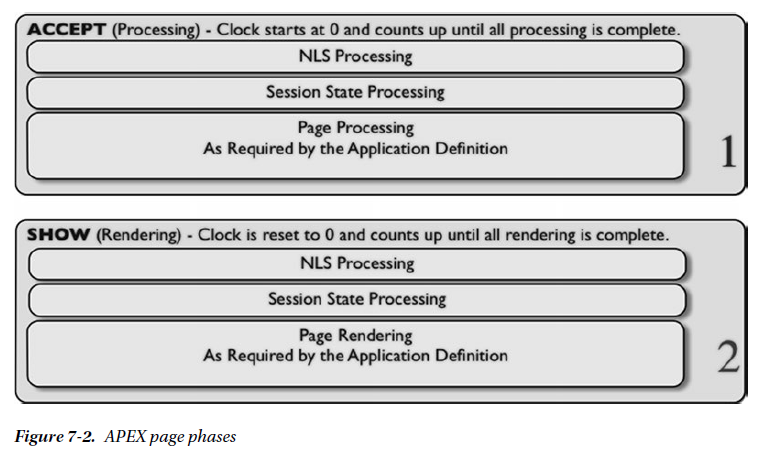 ACCEPT (Processing) - Clock starts at 0 and counts up until all processing is complete.
NLS Processing
Session State Processing
Page Processing
As Required by the Application Definition
1
SHOW (Rendering) - Clock is reset to 0 and counts up until all rendering is complete.
NLS Processing
Session State Processing
Page Rendering
As Required by the Application Definition
2
Figure 7-2. APEX page phases